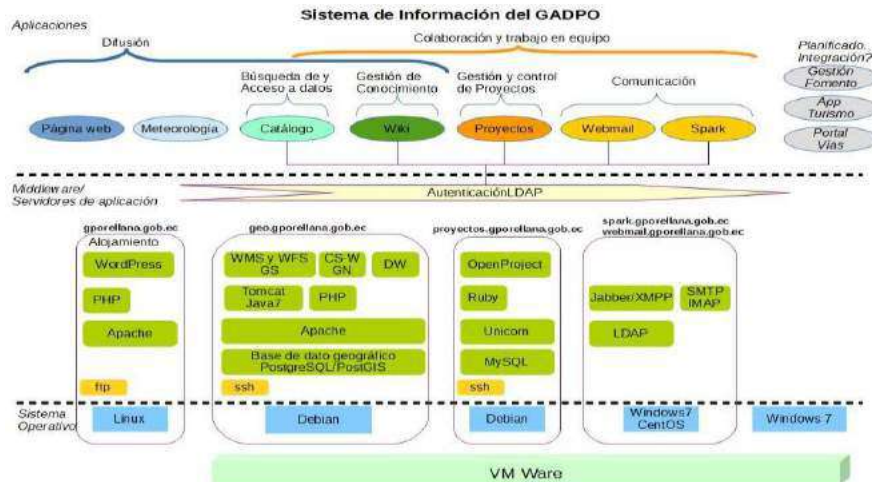 Sistema de Información del GADPO
Aplicaciones
Difusión
Colaboración y trabajo en equipo
Planificado.
Integración?
Búsqueda de y
Acceso a datos
Gestión de
Conocimiento
Gestión y control
de Proyectos
Comunicación
Gestión
Fomento
App
Turismo
Portal
Vías
Página web
Meteorología
Catálogo
Wiki
Proyectos
Webmail
Spark
Middleware/
Servidores de aplicación
AutenticaciónLDAP
gporellana.gob.ec
geo.gporellana.gob.ec
proyectos.gporellana.gob.ec
spark.gporellana.gob.ec
webmail.gporellana.gob.ec
Alojamiento
WordPress
PHP
Apache
ftp
WMS y WFS
GS
CS-W
GN
DW
Tomcat
Java7
PHP
Apache
Base de dato geográfico
PostgreSQL/PostGIS
ssh
OpenProject
Ruby
Unicorn
MySQL
ssh
Jabber/XMPP
SMTP
IMAP
LDAP
Sistema
Operativo
Linux
Debian
Debian
Windows7
CentOS
Windows 7
VM Ware